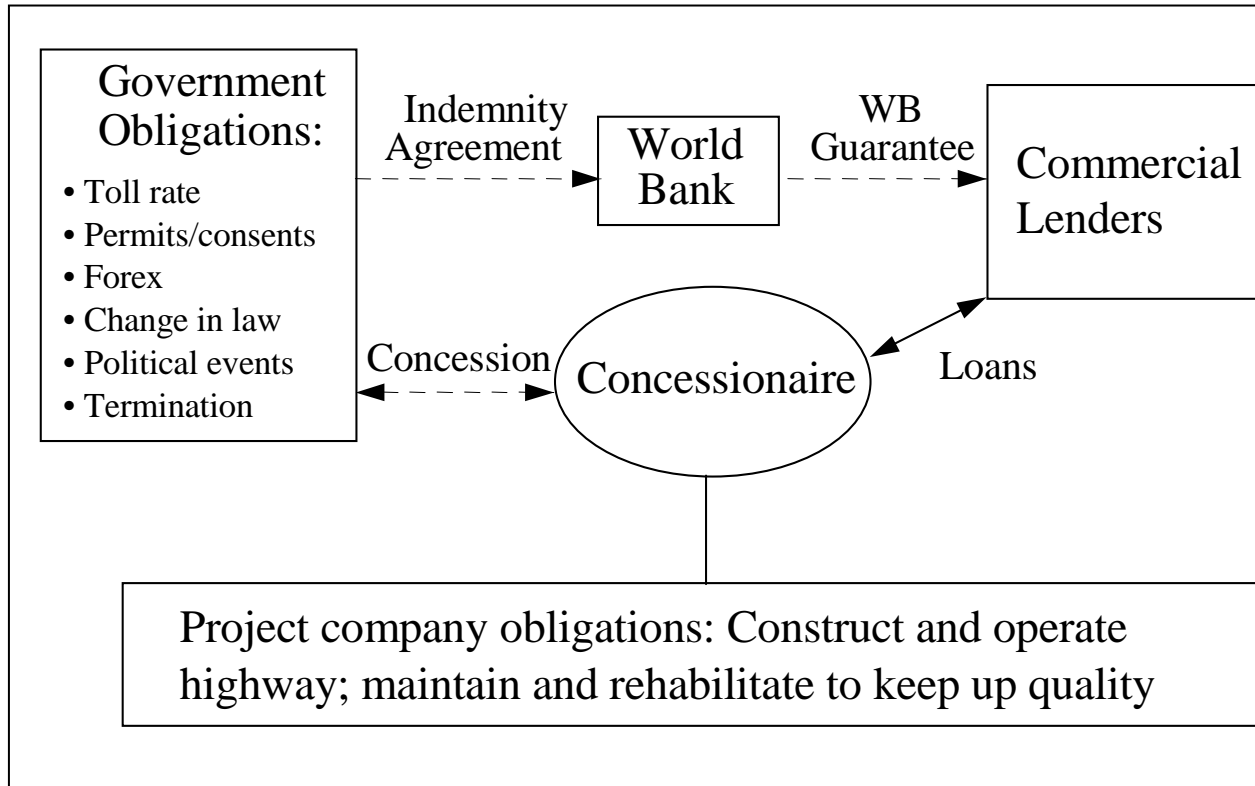 Government
Obligations:
• Toll rate
• Permits/consents
• Forex
• Change in law
• Political events
• Termination
Indemnity
Agreement
World
Bank
WB
Guarantee
Commercial
Lenders
Concession
Concessionaire
Loans
Project company obligations: Construct and operate
highway; maintain and rehabilitate to keep up quality